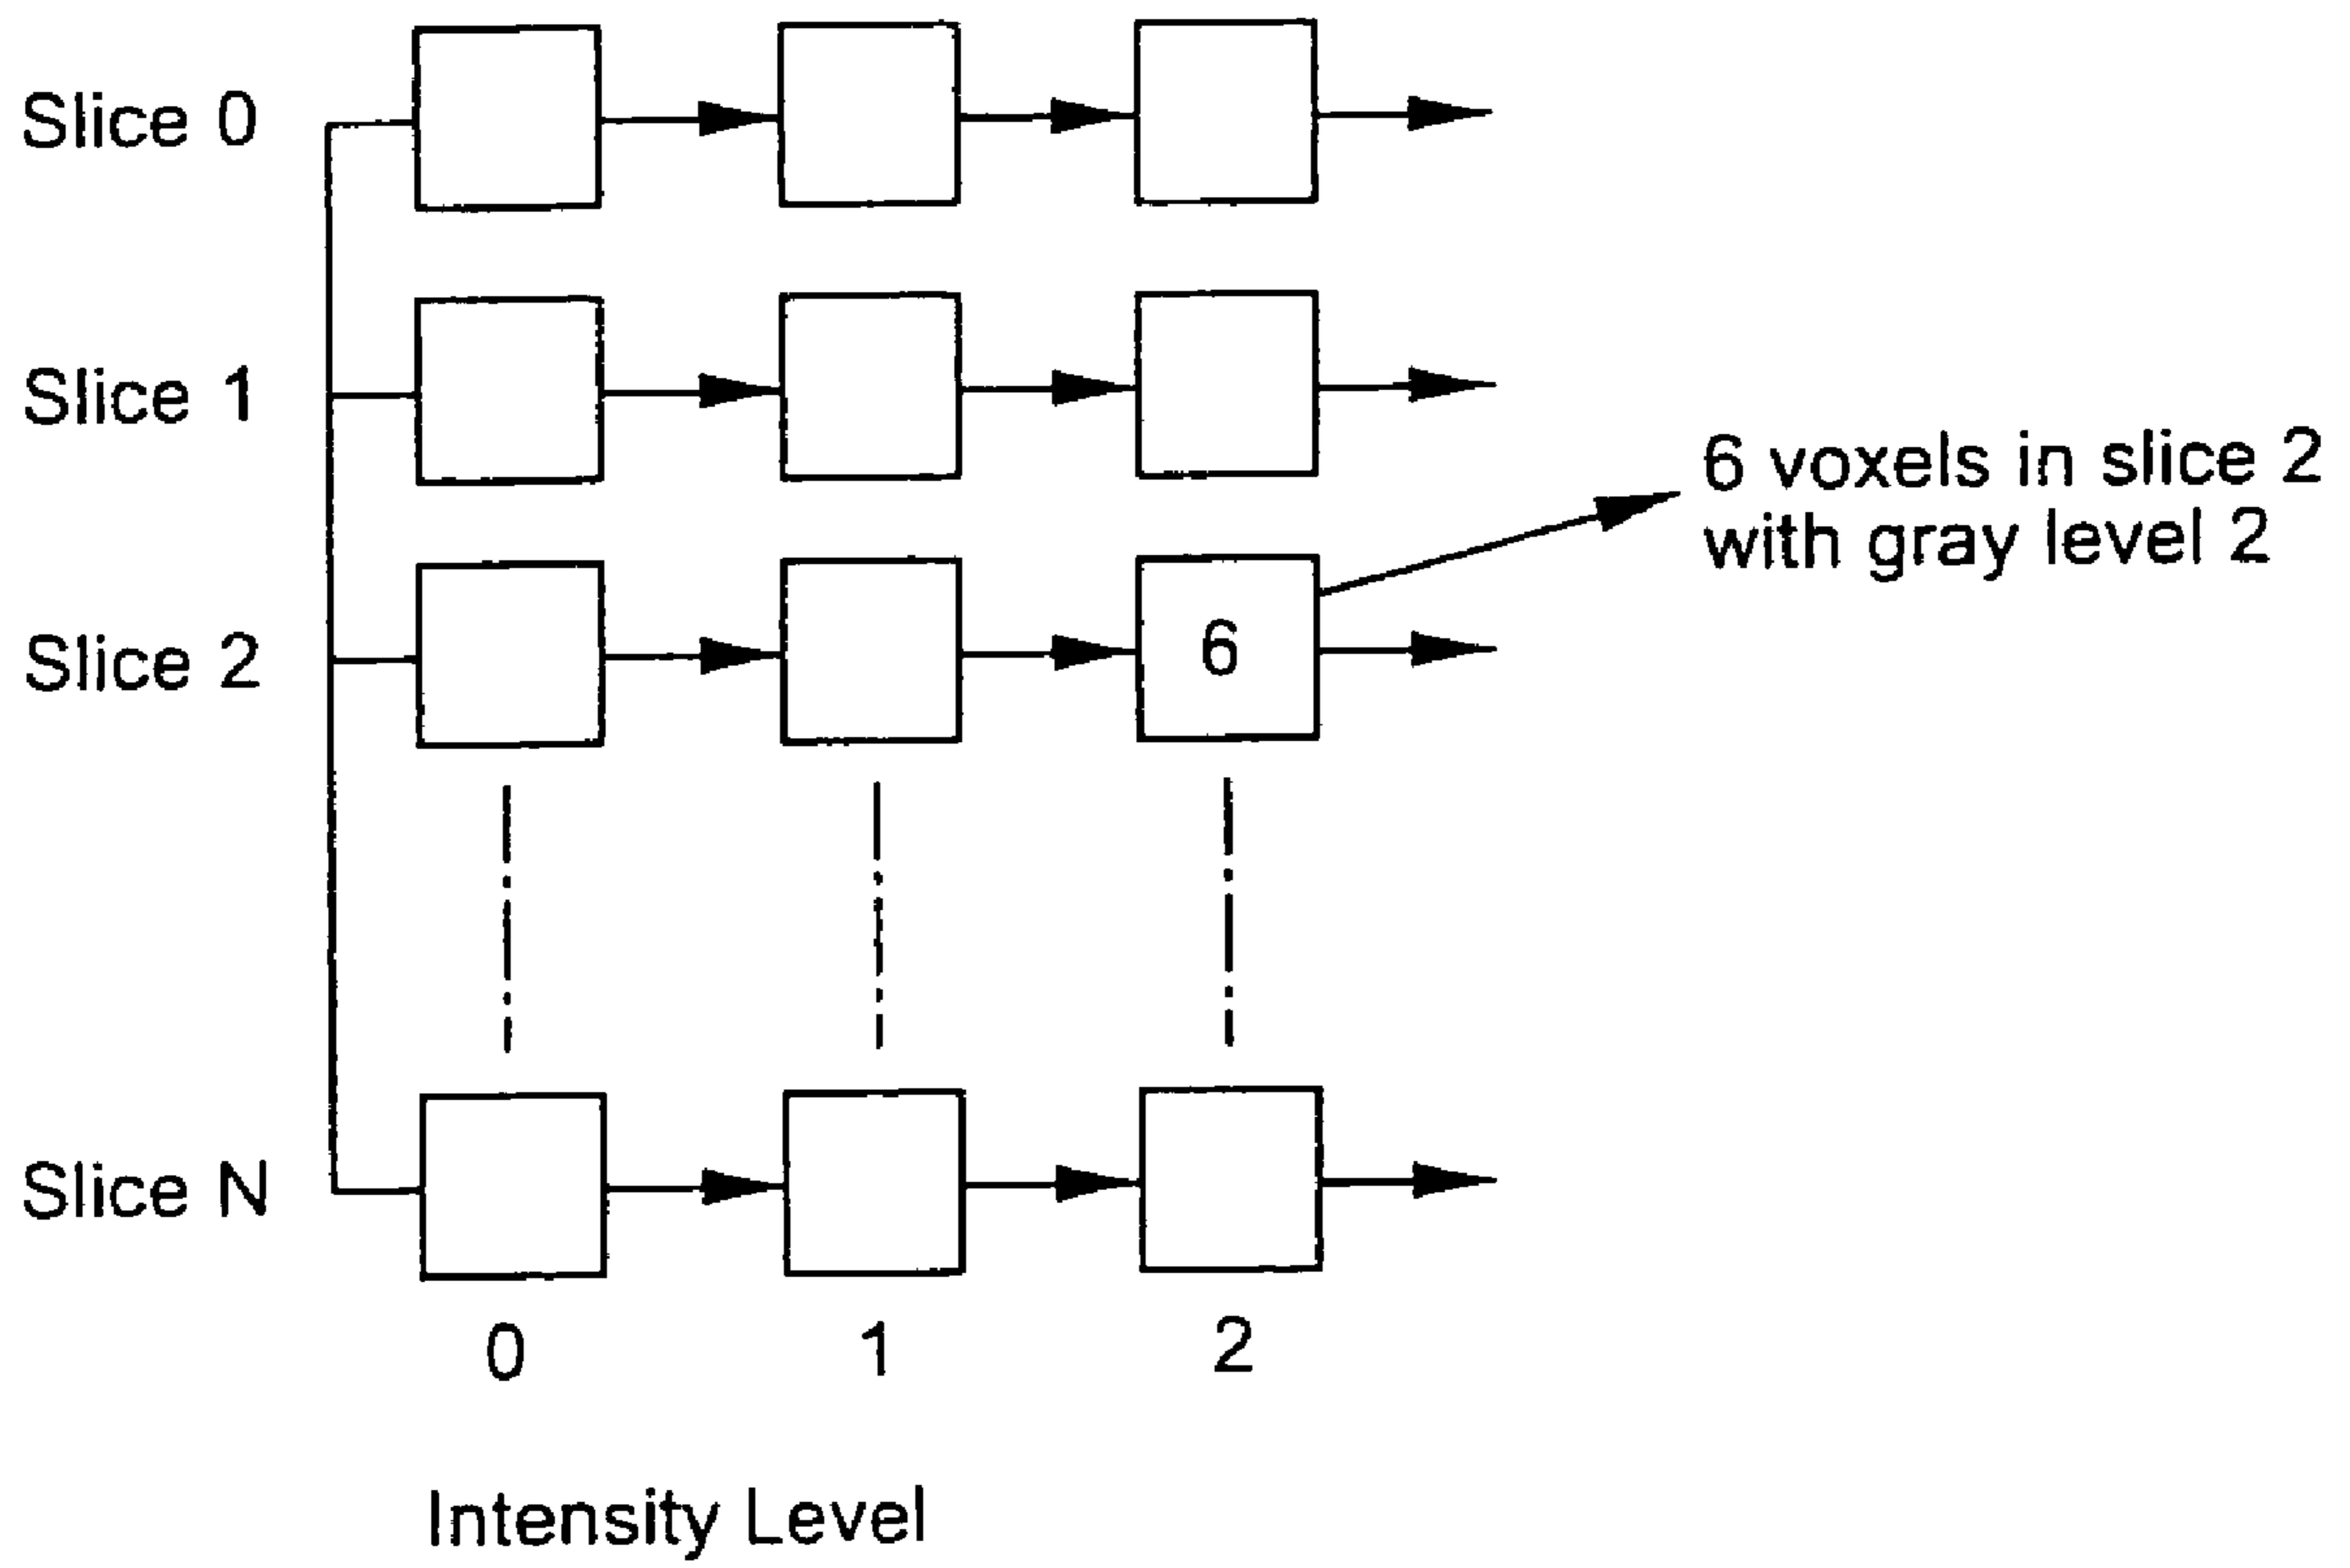 Slice 0
Slice 1
6 voxels in slice 2
with gray level 2
Slice 2
6
Slice N
0
1
2
Intensity Level